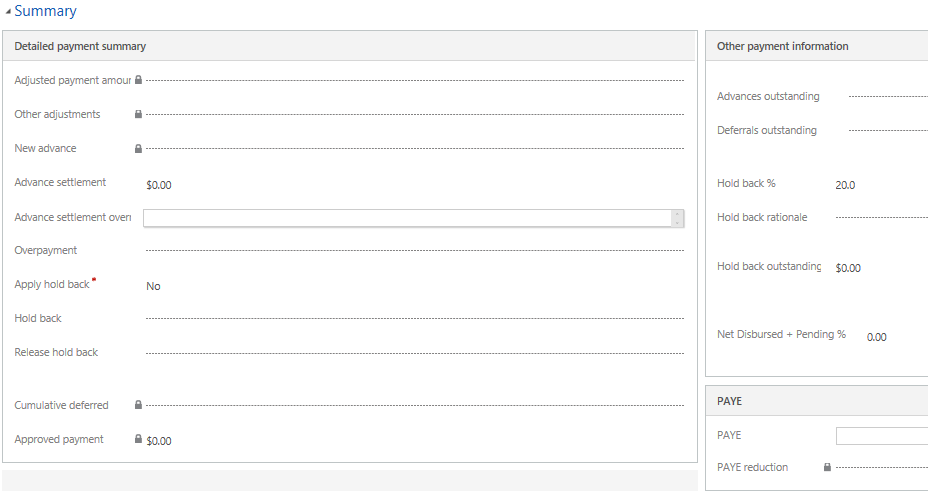 Summary
Detailed payment summary
Adjusted payment amour
Other adjustments
New advance
Advance settlement $0.00
Advance settlement overr
Overpayment
Apply hold back * No
Hold back
Release hold back
Cumulative deferred
Approved payment $0.00
Other payment information
Advances outstanding
Deferrals outstanding
Hold back % 20.0
Hold back rationale
Hold back outstanding $0.00
Net Disbursed + Pending % 0.00
PAYE
PAYE
PAYE reduction